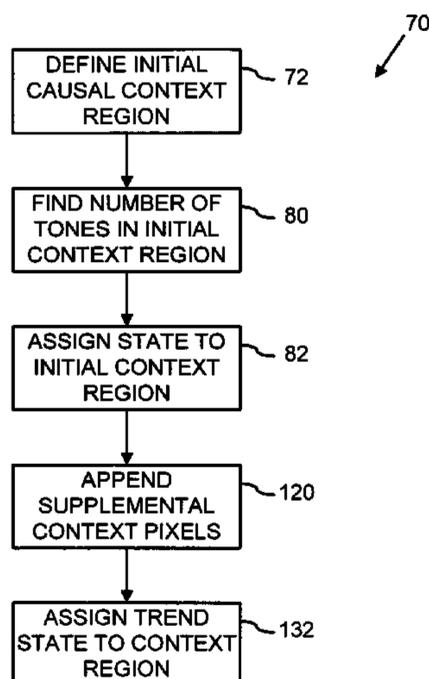 70
DEFINE INITIAL
CAUSAL CONTEXT
REGION
72
FIND NUMBER OF
TONES IN INITIAL
CONTEXT REGION
80
ASSIGN STATE TO
INITIAL CONTEXT
REGION
82
APPEND
SUPPLEMENTAL
CONTEXT PIXELS
120
ASSIGN TREND
STATE TO CONTEXT
REGION
132